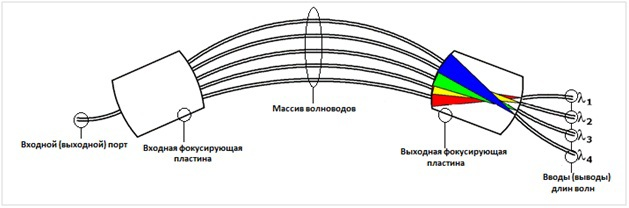 Массив волноводов
λ1
λ2
λ3
λ4
Входной (выходной) порт
Входная фокусирующая
пластина
Выходная фокусирующая
пластина
Вводы (выводы)
длин волн